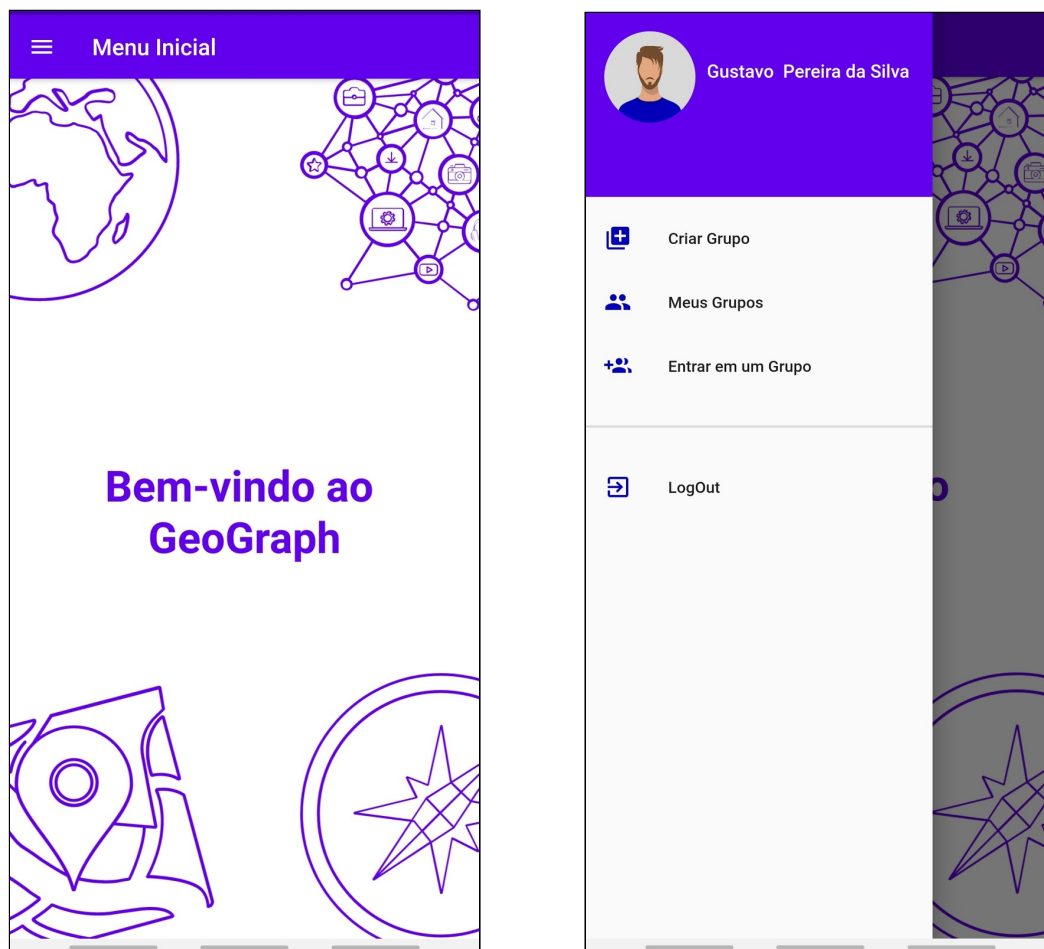 Menu Inicial
Bem-vindo ao
GeoGraph
Gustavo  Pereira da Silva
Criar Grupo
Meus Grupos
Entrar em um Grupo
LogOut
o